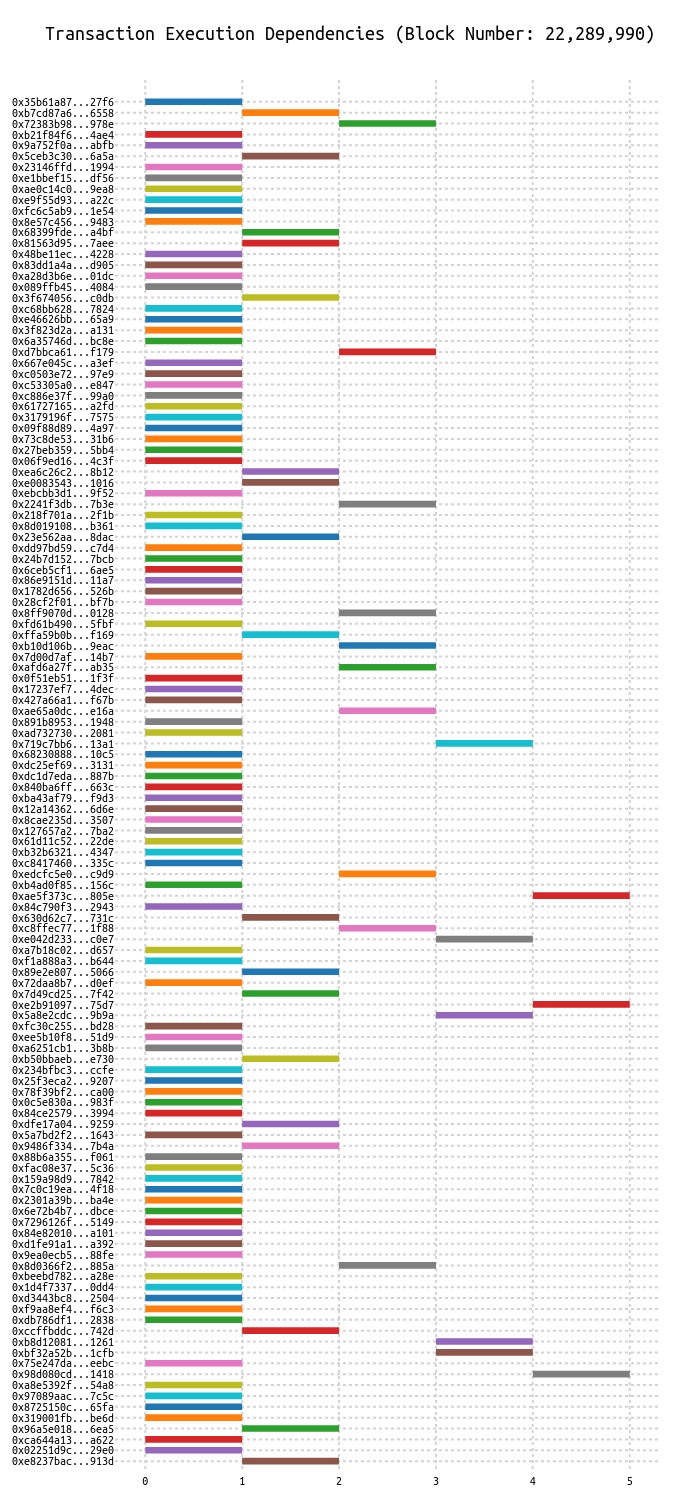 Transaction Execution Dependencies (Block Number: 22,289,990)
0x35b61a87...27f6
0xb7cd87a6...6558
0x72383b98...978e
0xb21f84f6...4ae4
0x9a752f0a...abfb
0x5ceb3c30...6a5a
0x23146ffd...1994
0xe1bbef15...df56
0xae0c14c0...9ea8
0xe9f55d93...a22c
0xfc6c5ab9...1e54
0x8e57c456...9483
0x68399fde...a4bf
0x81563d95...7aee
0x48be11ec...4228
0x83dd1a4a...d905
0xa28d3b6e...01dc
0x089ffb45...4084
0x3f674056...c0db
0xc68bb628...7824
0xe46626bb...65a9
0x3f823d2a...a131
0x6a35746d...bc8e
0xd7bbca61...f179
0x667e045c...a3ef
0xc0503e72...97e9
0xc53305a0...e847
0xc886e37f...99a0
0x61727165...a2fd
0x3179196f...7575
0x09f88d89...4a97
0x73c8de53...31b6
0x27beb359...5bb4
0x06f9ed16...4c3f
0xea6c26c2...8b12
0xe0083543...1016
0xebcbb3d1...9f52
0x2241f3db...7b3e
0x218f701a...2f1b
0x8d019108...b361
0x23e562aa...8dac
0xdd97bd59...c7d4
0x24b7d152...7bcb
0x6ceb5cf1...6ae5
0x86e9151d...11a7
0x1782d656...526b
0x28cf2f01...bf7b
0x8ff9070d...0128
0xfd61b490...5fbf
0xffa59b0b...f169
0xb10d106b...9eac
0x7d00d7af...14b7
0xafd6a27f...ab35
0x0f51eb51...1f3f
0x17237ef7...4dec
0x427a66a1...f67b
0xae65a0dc...e16a
0x891b8953...1948
0xad732730...2081
0x719c7bb6...13a1
0x68230888...10c5
0xdc25ef69...3131
0xdc1d7eda...887b
0x840ba6ff...663c
0xba43af79...f9d3
0x12a14362...6d6e
0x8cae235d...3507
0x127657a2...7ba2
0x61d11c52...22de
0xb32b6321...4347
0xc8417460...335c
0xedcfc5e0...c9d9
0xb4ad0f85...156c
0xae5f373c...805e
0x84c790f3...2943
0x630d62c7...731c
0xc8ffec77...1f88
0xe042d233...c0e7
0xa7b18c02...d657
0xf1a888a3...b644
0x89e2e807...5066
0x72daa8b7...d0ef
0x7d49cd25...7f42
0xe2b91097...75d7
0x5a8e2cdc...9b9a
0xfc30c255...bd28
0xee5b10f8...51d9
0xa6251cb1...3b8b
0xb50bbaeb...e730
0x234bfbc3...ccfe
0x25f3eca2...9207
0x78f39bf2...ca00
0x0c5e830a...983f
0x84ce2579...3994
0xdfe17a04...9259
0x5a7bd2f2...1643
0x9486f334...7b4a
0x88b6a355...f061
0xfac08e37...5c36
0x159a98d9...7842
0x7c0c19ea...4f18
0x2301a39b...ba4e
0x6e72b4b7...dbce
0x7296126f...5149
0x84e82010...a101
0xd1fe91a1...a392
0x9ea0ecb5...88fe
0x8d0366f2...885a
0xbeebd782...a28e
0x1d4f7337...0dd4
0xd3443bc8...2504
0xf9aa8ef4...f6c3
0xdb786df1...2838
0xccffbddc...742d
0xb8d12081...1261
0xbf32a52b...1cfb
0x75e247da...eebc
0x98d080cd...1418
0xa8e5392f...54a8
0x97089aac...7c5c
0x8725150c...65fa
0x319001fb...be6d
0x96a5e018...6ea5
0xca644a13...a622
0x02251d9c...29e0
0xe8237bac...913d
0 1 2 3 4 5